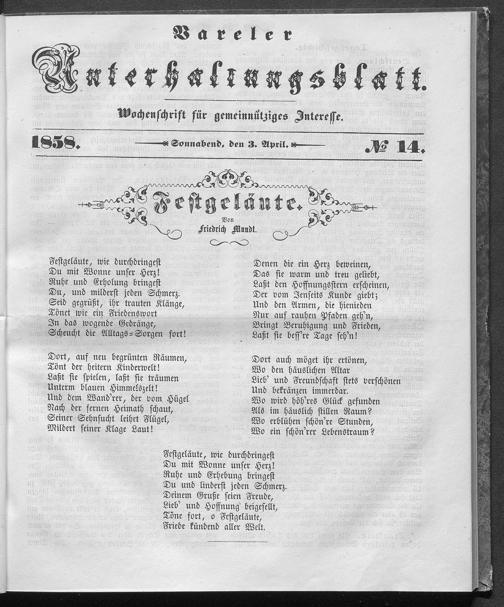 Vareler
Unterhaltungsblatt.
Wochenschrift für gemeinnütziges Interesse.
1858.
Sonnabend, den 3. April.
№ 14.
Festgeläute.
Von
Friedrich Mundt.
Festgeläute, wie durchdringest
Du mit Wonne unser Herz!
Ruhe und Erholung bringest
Du, und milderst jeden Schmerz.
Seid gegrüßt, ihr trauten Klänge,
Tönet wie ein Friedenswort
In das wogende Gedränge,
Scheucht die Alltags-Sorgen fort!
Dort, auf neu begrünten Räumen,
Tönt der heitern Kinderwelt!
Laßt sie spielen, laßt sie träumen
Unterm blauen Himmelszelt!
Und dem Wand'rer, der vom Hügel
Nach der fernen Heimath schaut,
Seiner Sehnsucht leihet Flügel,
Mildert seiner Klage Laut!
Denen die ein Herz beweinen,
Das sie warm und treu geliebt,
Laßt den Hoffnungsstern erscheinen,
Der vom Jenseits Kunde giebt;
Und den Armen, die hienieden
Nur auf rauhen Pfaden geh'n,
Bringt Beruhigung und Frieden,
Laßt sie bess're Tage seh'n!
Dort auch möget ihr ertönen,
Wo den häuslichen Altar
Lieb' und Freundschaft stets verschönen
Und bekränzen immerdar.
Wo wird höh'res Glück gefunden
Als im häuslich stillen Raum?
Wo erblühen schön're Stunden,
Wo ein schön'rer Lebenstraum?
Festgeläute, wie durchdringest
Du mit Wonne unser Herz!
Ruhe und Erhebung bringest
Du und linderst jeden Schmerz.
Deinem Gruße seien Freude,
Lieb' und Hoffnung beigesellt,
Töne fort, o Festgeläute,
Friede kündend aller Welt.